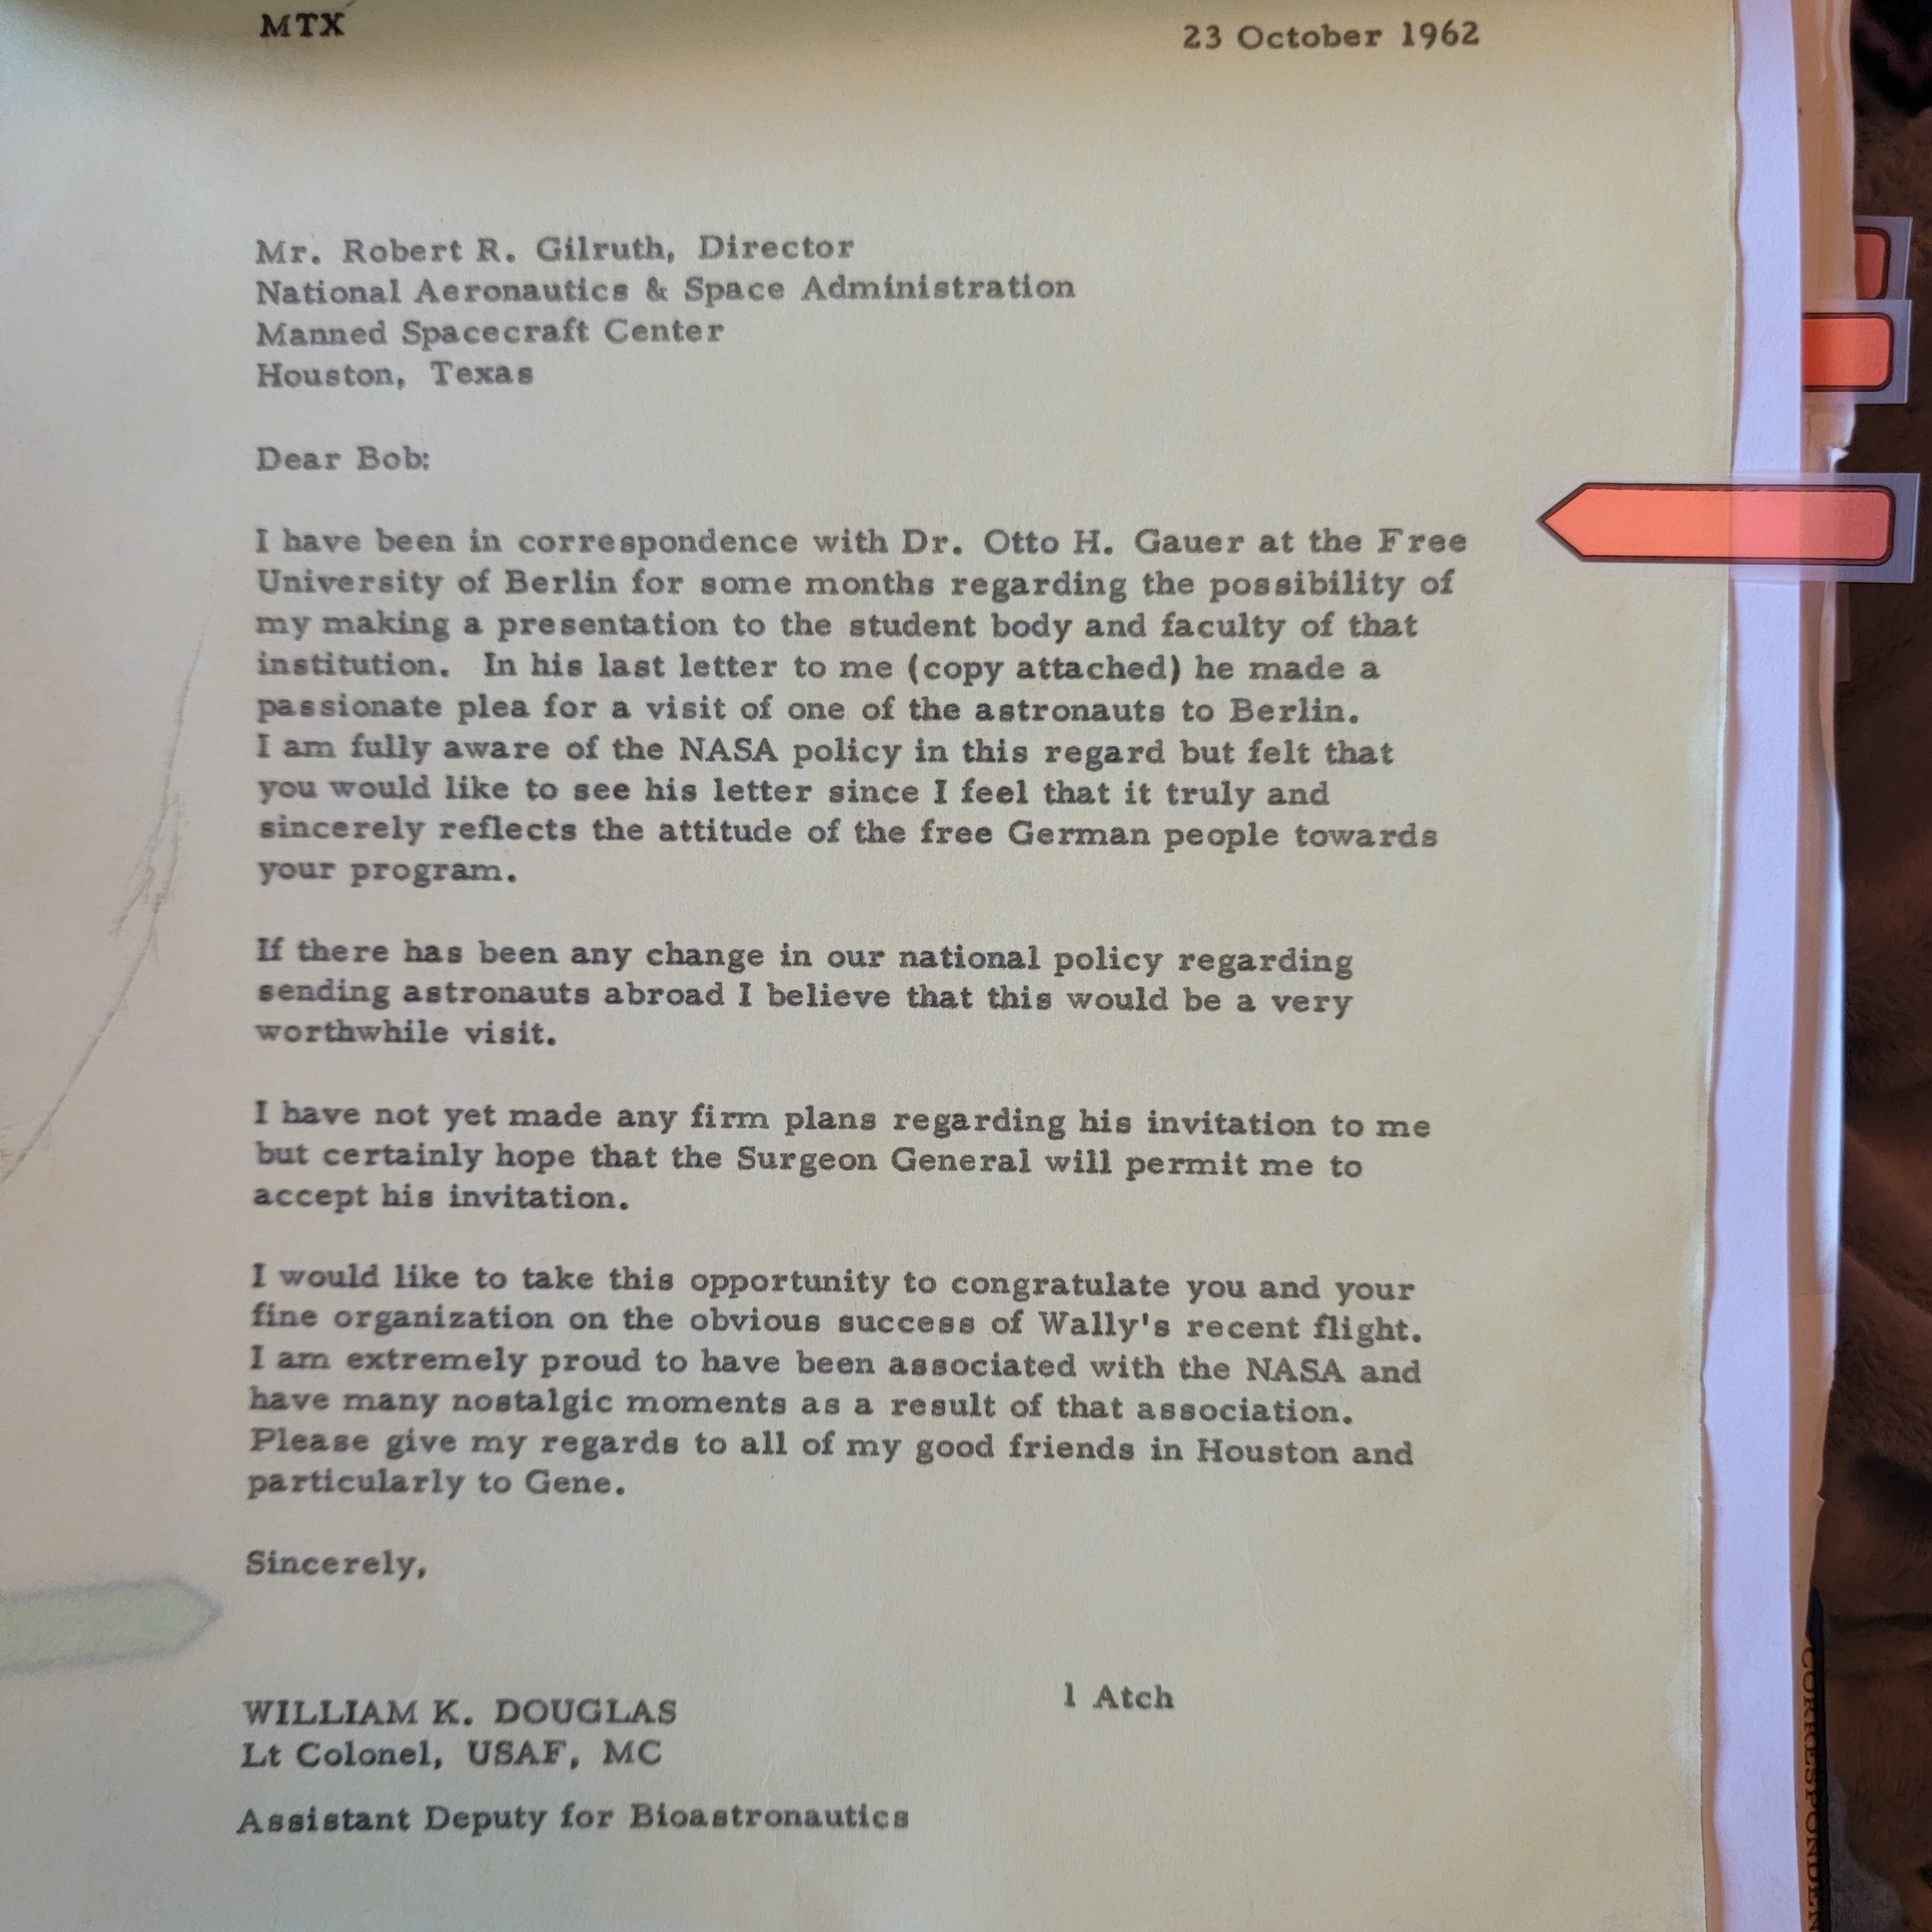 MTX
23 October 1962
Mr. Robert R. Gilruth, Director
National Aeronautics & Space Administration
Manned Spacecraft Center
Houston, Texas
Dear Bob:
I have been in correspondence with Dr. Otto H. Gauer at the Free
University of Berlin for some months regarding the possibility of
my making a presentation to the student body and faculty of that
institution.  In his last letter to me (copy attached) he made a
passionate plea for a visit of one of the astronauts to Berlin.
I am fully aware of the NASA policy in this regard but felt that
you would like to see his letter since I feel that it truly and
sincerely reflects the attitude of the free German people towards
your program.
If there has been any change in our national policy regarding
sending astronauts abroad I believe that this would be a very
worthwhile visit.
I have not yet made any firm plans regarding his invitation to me
but certainly hope that the Surgeon General will permit me to
accept his invitation.
I would like to take this opportunity to congratulate you and your
fine organization on the obvious success of Wally's recent flight.
I am extremely proud to have been associated with the NASA and
have many nostalgic moments as a result of that association.
Please give my regards to all of my good friends in Houston and
particularly to Gene.
Sincerely,
WILLIAM K. DOUGLAS
Lt Colonel, USAF, MC
Assistant Deputy for Bioastronautics
1 Atch